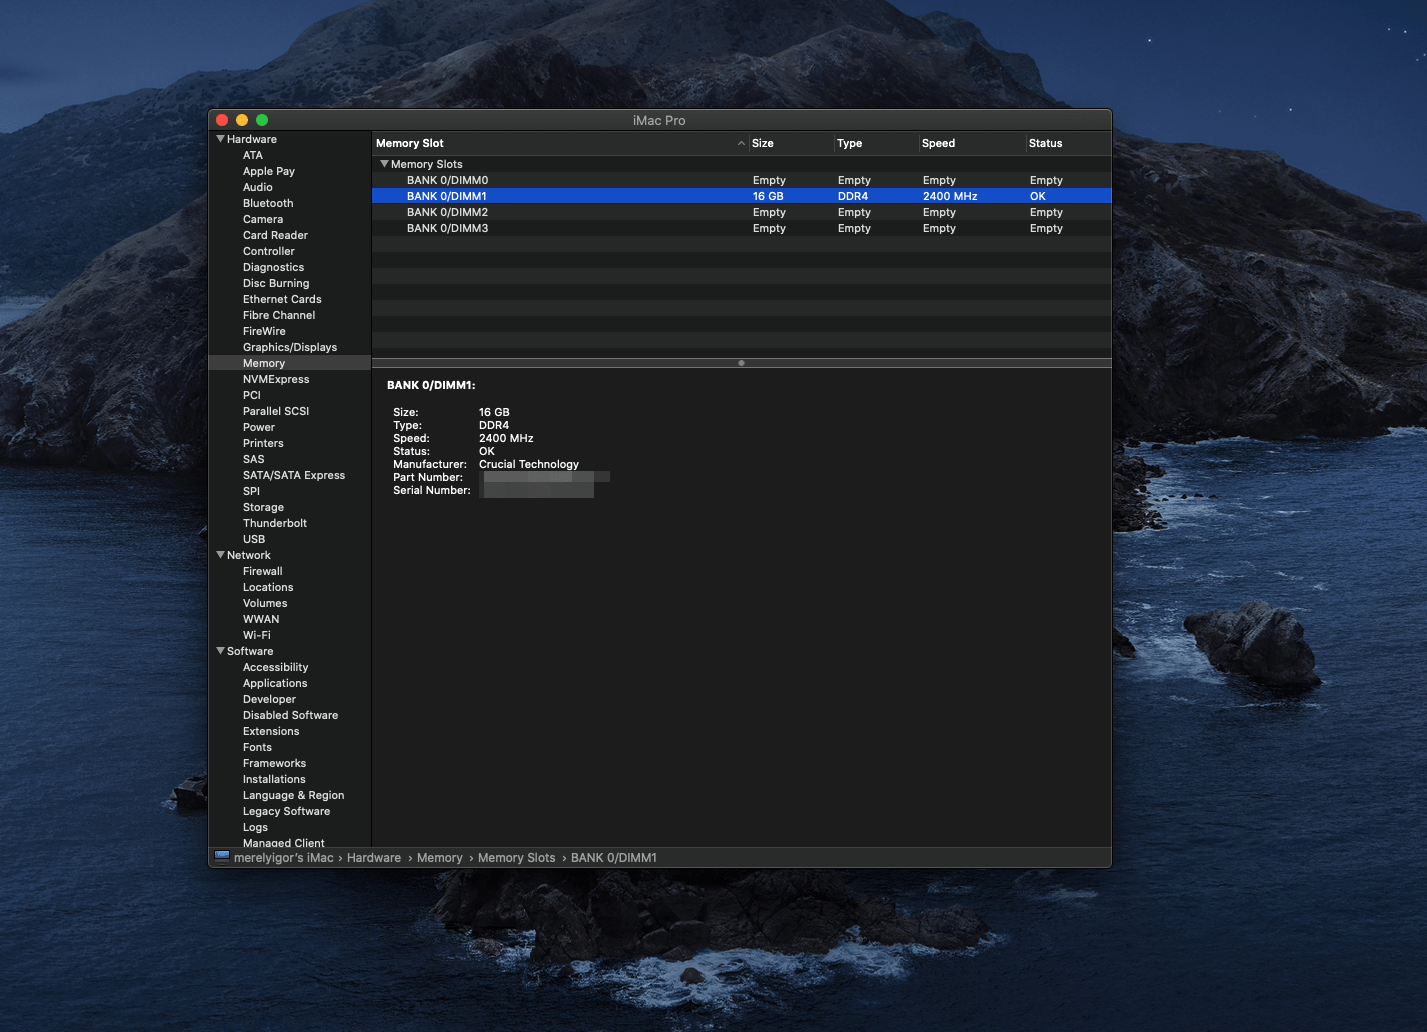 iMac Pro
Hardware
ATA
Apple Pay
Audio
Bluetooth
Camera
Card Reader
Controller
Diagnostics
Disc Burning
Ethernet Cards
Fibre Channel
FireWire
Graphics/Displays
Memory
NVMExpress
PCI
Parallel SCSI
Power
Printers
SAS
SATA/SATA Express
SPI
Storage
Thunderbolt
USB
Network
Firewall
Locations
Volumes
WWAN
Wi-Fi
Software
Accessibility
Applications
Developer
Disabled Software
Extensions
Fonts
Frameworks
Installations
Language & Region
Legacy Software
Logs
Managed Client
Memory Slot Size Type Speed Status
Memory Slots
BANK 0/DIMM0 Empty Empty Empty Empty
BANK 0/DIMM1 16 GB DDR4 2400 MHz OK
BANK 0/DIMM2 Empty Empty Empty Empty
BANK 0/DIMM3 Empty Empty Empty Empty
BANK 0/DIMM1:
Size: 16 GB
Type: DDR4
Speed: 2400 MHz
Status: OK
Manufacturer: Crucial Technology
Part Number:
Serial Number:
merelyigor's iMac › Hardware › Memory › Memory Slots › BANK 0/DIMM1